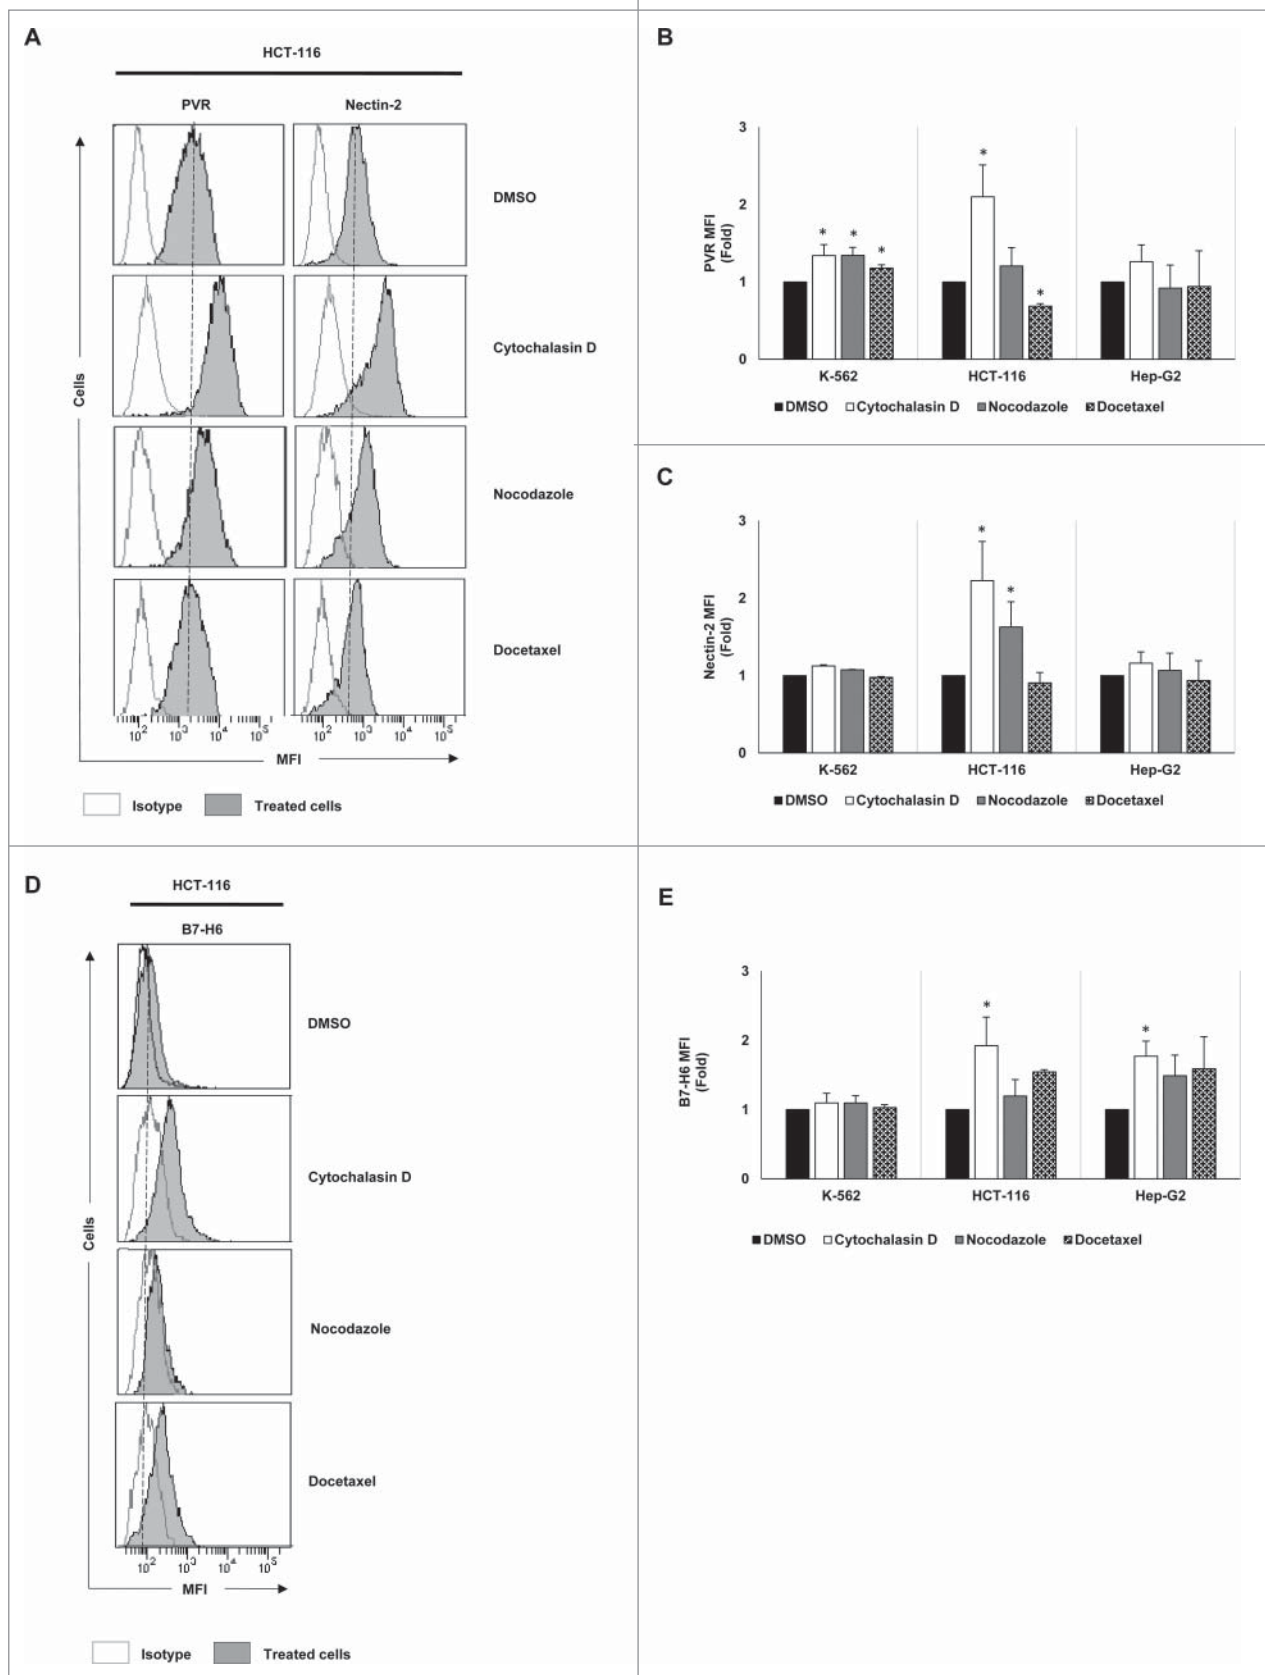 A
HCT-116
PVR Nectin-2
DMSO
Cytochalasin D
Nocodazole
Docetaxel
Cells
10² 10³ 10⁴ 10⁵ 10² 10³ 10⁴ 10⁵
MFI
Isotype Treated cells
B
PVR MFI
(Fold)
3
2
1
0
* * * * *
K-562 HCT-116 Hep-G2
DMSO Cytochalasin D Nocodazole Docetaxel
C
Nectin-2 MFI
(Fold)
3
2
1
0
* *
K-562 HCT-116 Hep-G2
DMSO Cytochalasin D Nocodazole Docetaxel
D
HCT-116
B7-H6
DMSO
Cytochalasin D
Nocodazole
Docetaxel
Cells
10² 10³ 10⁴ 10⁵
MFI
Isotype Treated cells
E
B7-H6 MFI
(Fold)
3
2
1
0
* *
K-562 HCT-116 Hep-G2
DMSO Cytochalasin D Nocodazole Docetaxel